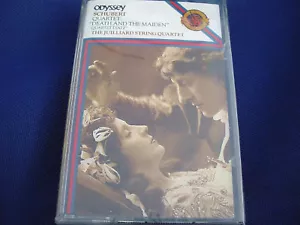 odyssey
SCHUBERT
QUARTET
"DEATH AND THE MAIDEN"
THE JUILLIARD STRING QUARTET